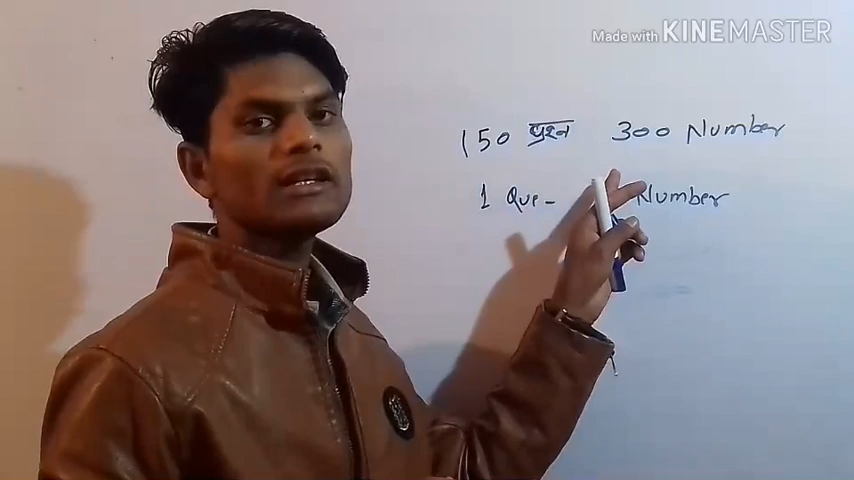 Made with KINEMASTER
150 प्रश्न 300 Number
1 Que- Number